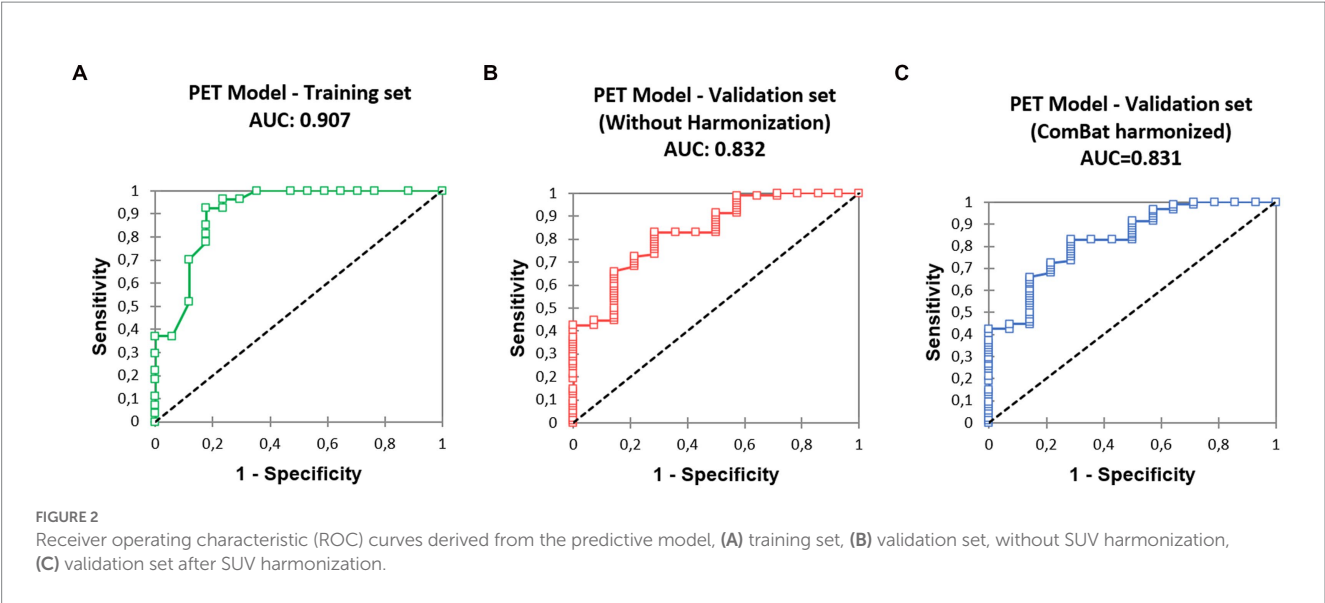 A
PET Model - Training set
AUC: 0.907
1
0,9
0,8
0,7
0,6
0,5
0,4
0,3
0,2
0,1
0
Sensitivity
0
0,2
0,4
0,6
0,8
1
1 - Specificity
B
PET Model - Validation set
(Without Harmonization)
AUC: 0.832
1
0,9
0,8
0,7
0,6
0,5
0,4
0,3
0,2
0,1
0
Sensitivity
0
0,2
0,4
0,6
0,8
1
1 - Specificity
C
PET Model - Validation set
(ComBat harmonized)
AUC=0.831
1
0,9
0,8
0,7
0,6
0,5
0,4
0,3
0,2
0,1
0
Sensitivity
0
0,2
0,4
0,6
0,8
1
1 - Specificity
FIGURE 2
Receiver operating characteristic (ROC) curves derived from the predictive model, (A) training set, (B) validation set, without SUV harmonization,
(C) validation set after SUV harmonization.